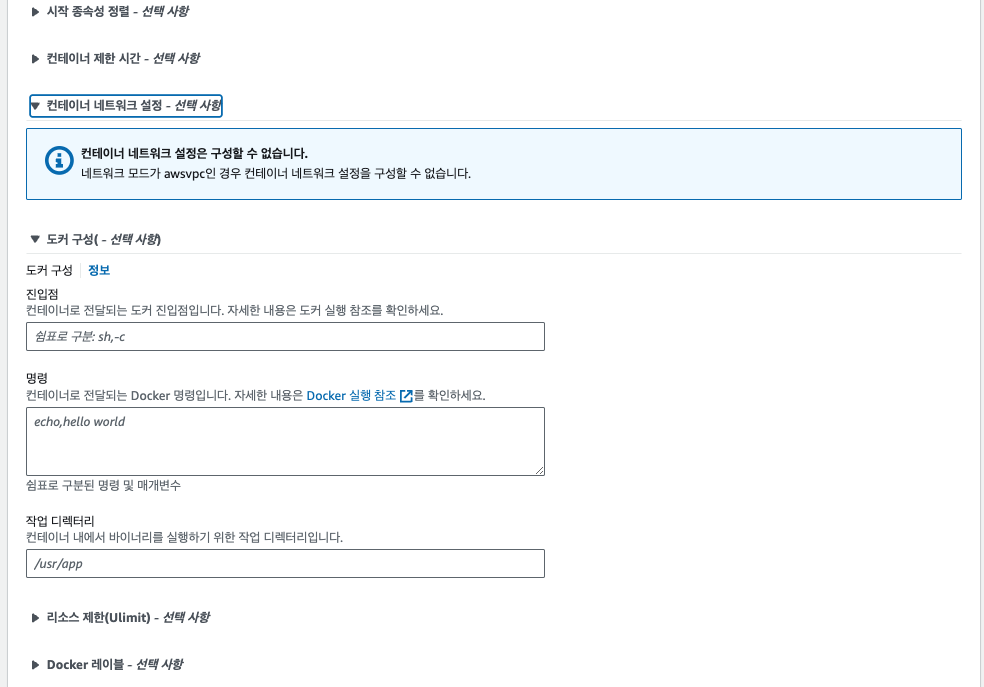 시작 종속성 정렬 - 선택 사항
컨테이너 제한 시간 - 선택 사항
컨테이너 네트워크 설정 - 선택 사항
컨테이너 네트워크 설정은 구성할 수 없습니다.
네트워크 모드가 awsvpc인 경우 컨테이너 네트워크 설정을 구성할 수 없습니다.
도커 구성( - 선택 사항)
도커 구성 정보
진입점
컨테이너로 전달되는 도커 진입점입니다. 자세한 내용은 도커 실행 참조를 확인하세요.
쉼표로 구분: sh,-c
명령
컨테이너로 전달되는 Docker 명령입니다. 자세한 내용은 Docker 실행 참조를 확인하세요.
echo,hello world
쉼표로 구분된 명령 및 매개변수
작업 디렉터리
컨테이너 내에서 바이너리를 실행하기 위한 작업 디렉터리입니다.
/usr/app
리소스 제한(Ulimit) - 선택 사항
Docker 레이블 - 선택 사항